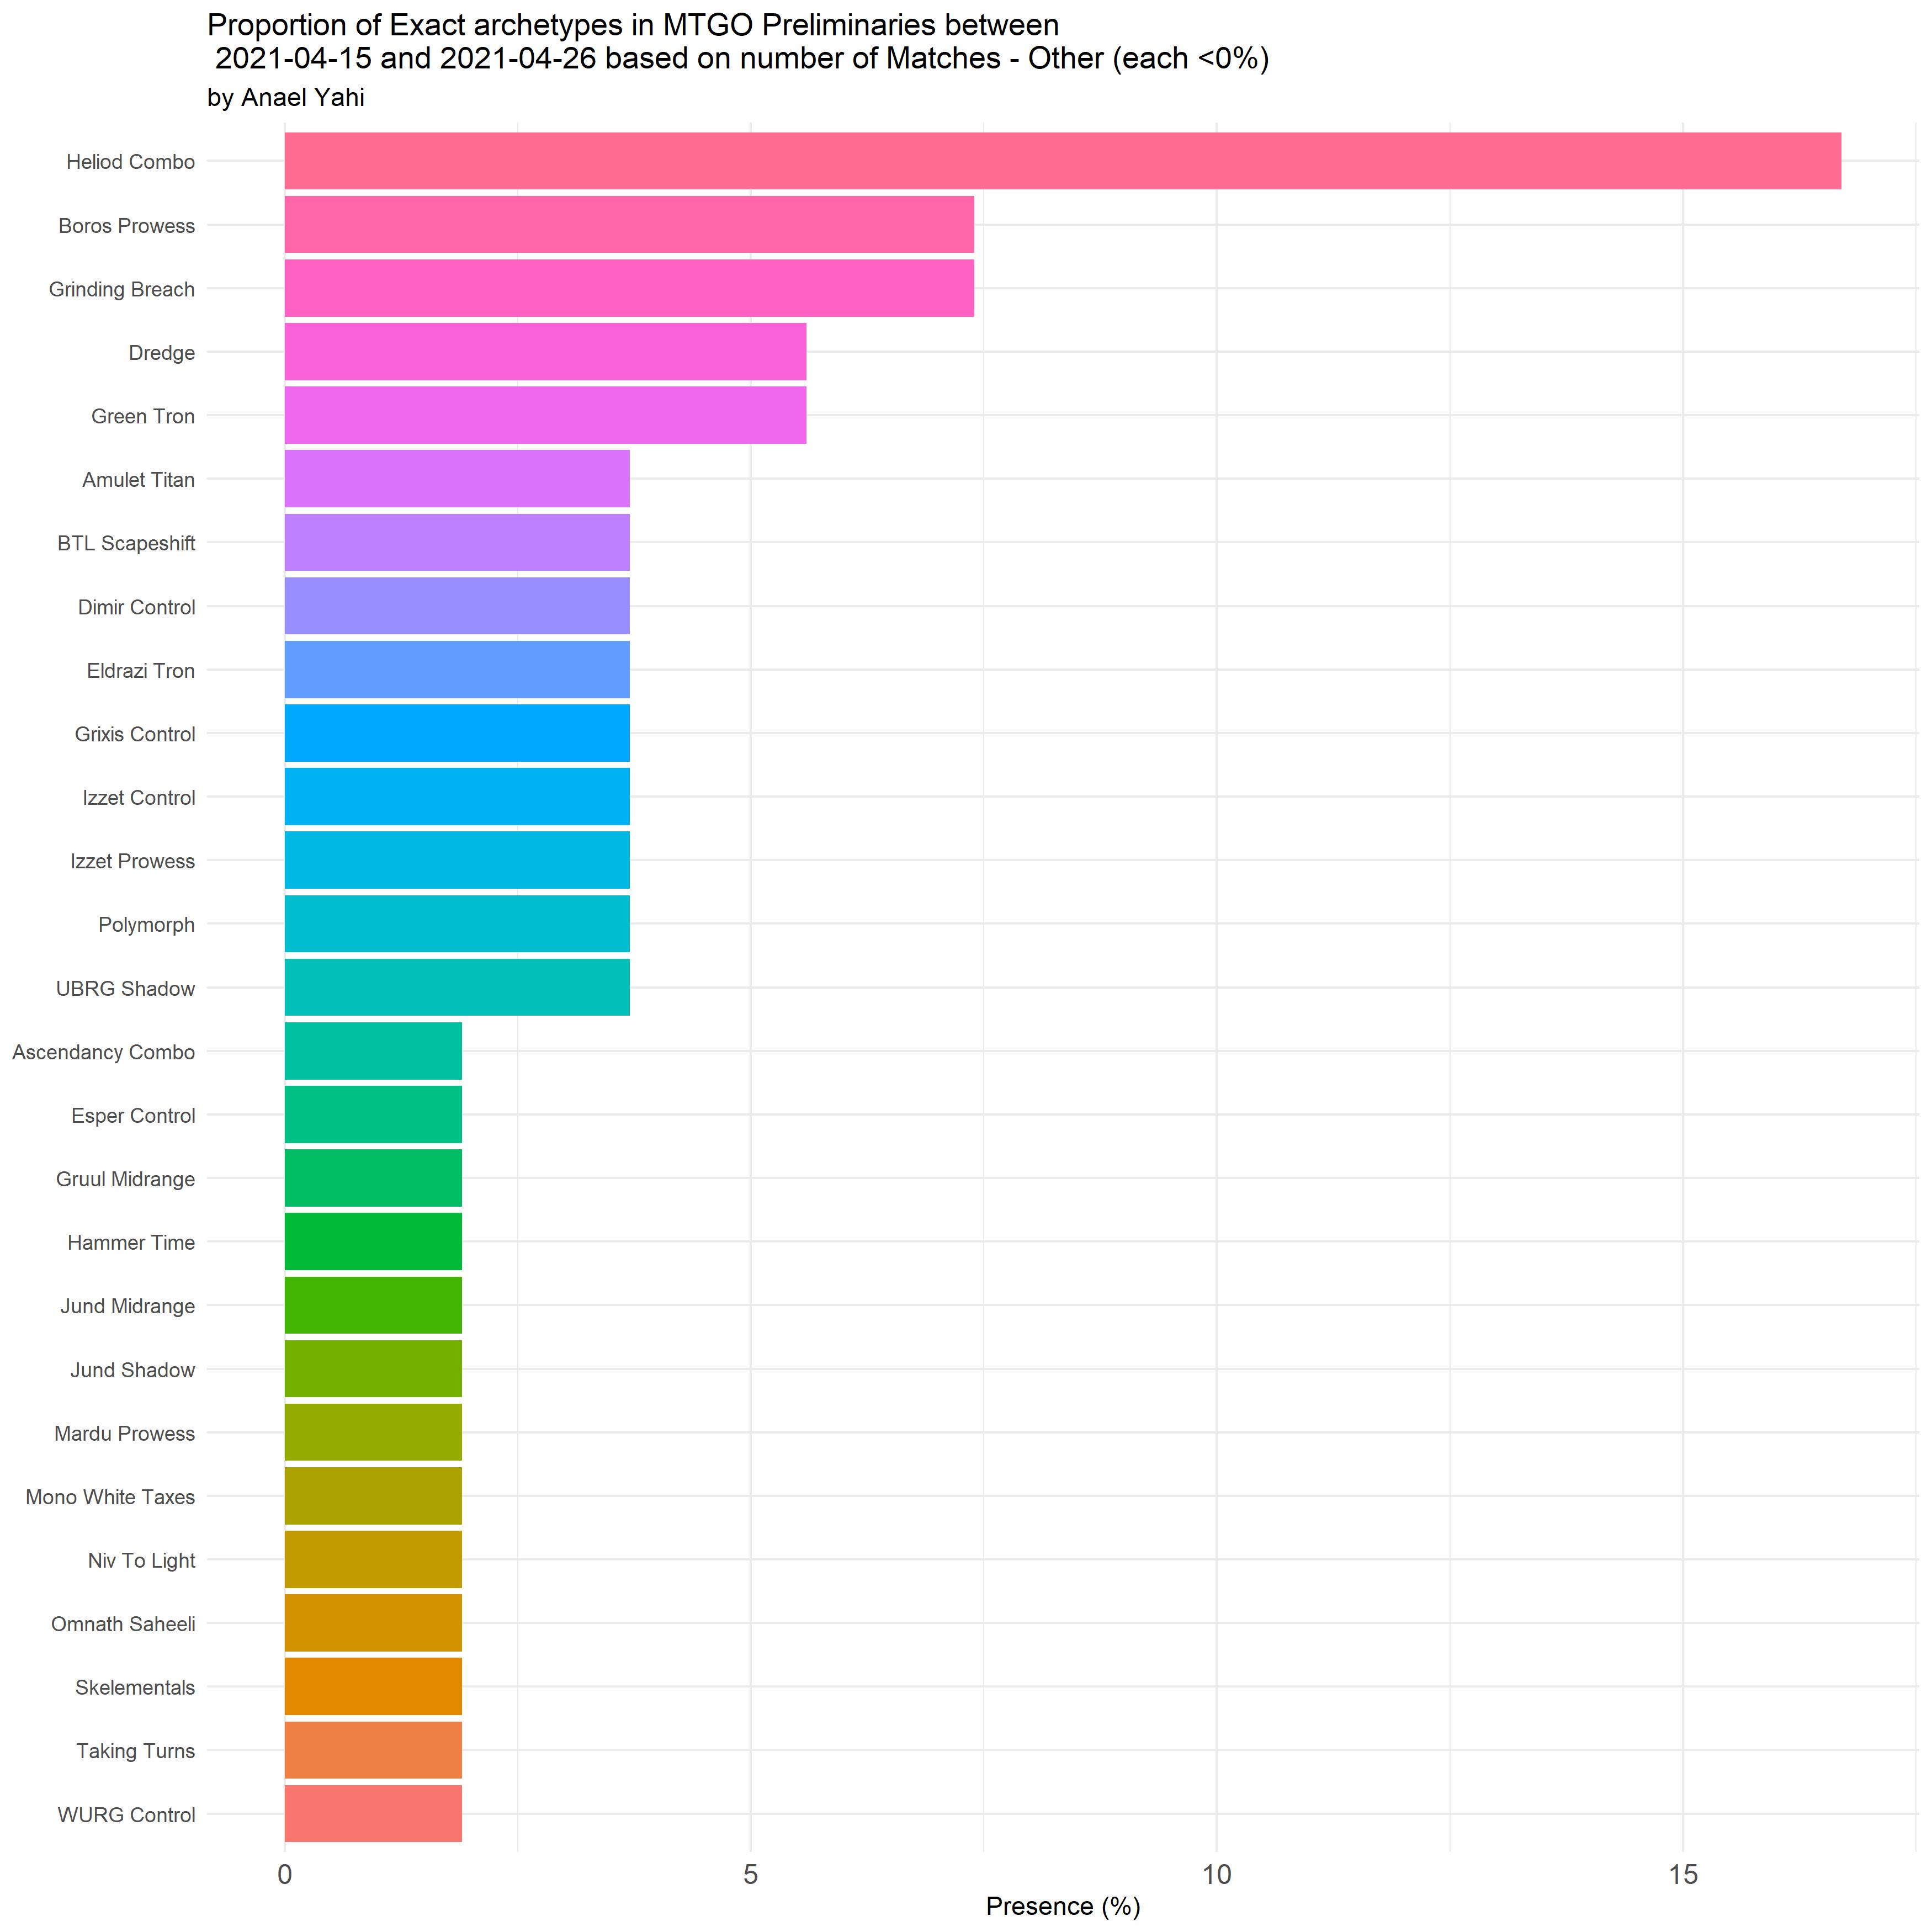 Proportion of Exact archetypes in MTGO Preliminaries between
2021-04-15 and 2021-04-26 based on number of Matches - Other (each <0%)
by Anael Yahi
Heliod Combo
Boros Prowess
Grinding Breach
Dredge
Green Tron
Amulet Titan
BTL Scapeshift
Dimir Control
Eldrazi Tron
Grixis Control
Izzet Control
Izzet Prowess
Polymorph
UBRG Shadow
Ascendancy Combo
Esper Control
Gruul Midrange
Hammer Time
Jund Midrange
Jund Shadow
Mardu Prowess
Mono White Taxes
Niv To Light
Omnath Saheeli
Skelementals
Taking Turns
WURG Control
0 5 10 15
Presence (%)